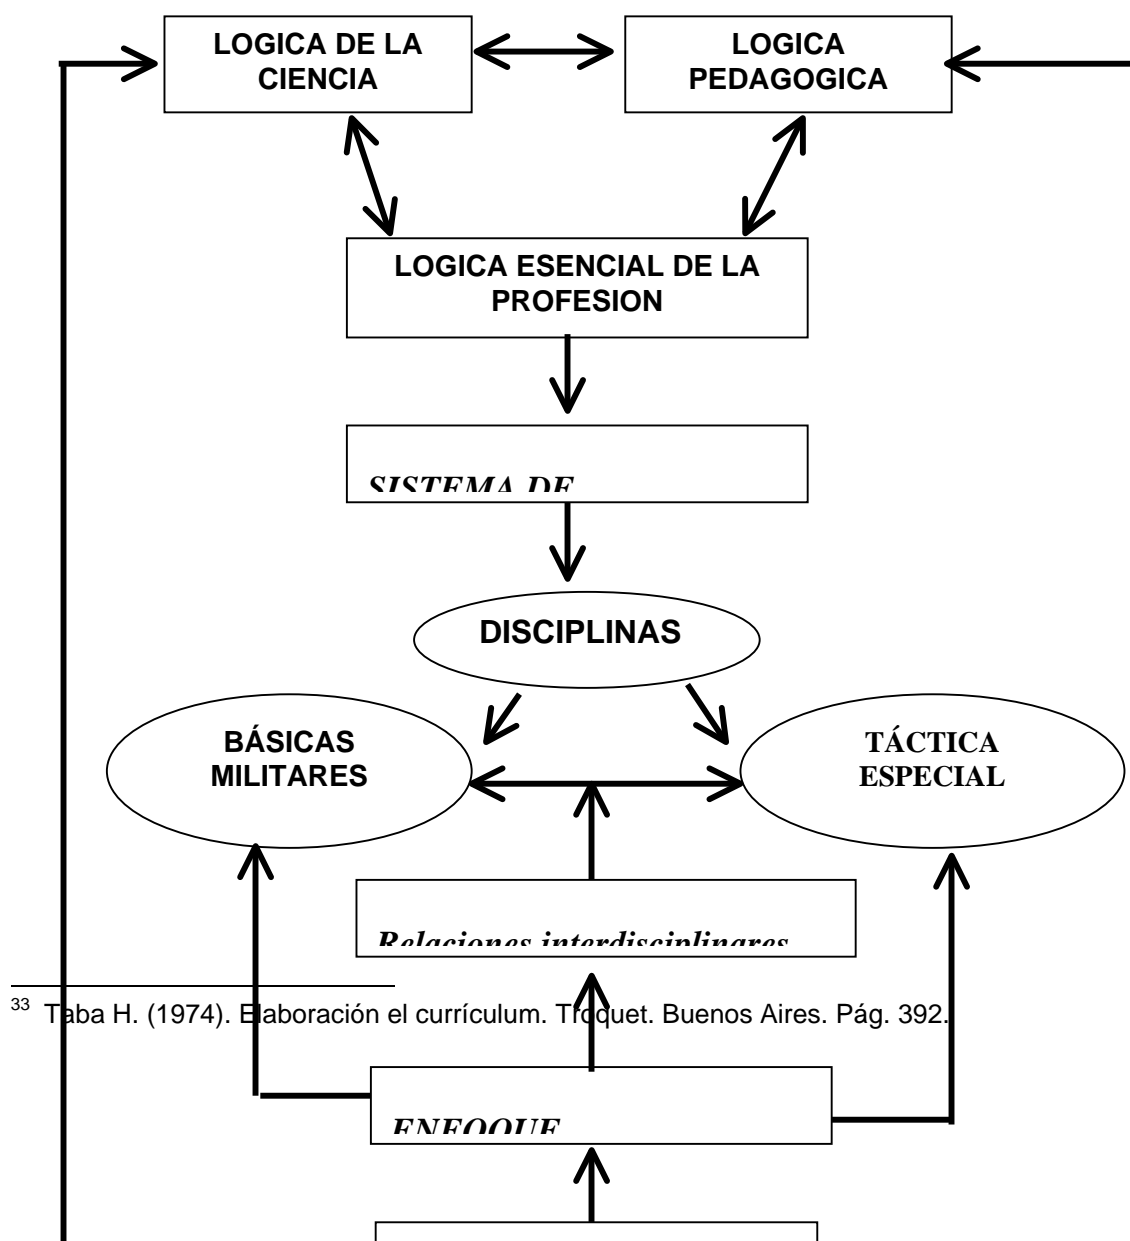 LOGICA DE LA
CIENCIA
LOGICA
PEDAGOGICA
LOGICA ESENCIAL DE LA
PROFESION
SISTEMA DE
DISCIPLINAS
BÁSICAS
MILITARES
TÁCTICA
ESPECIAL
Relaciones interdisciplinares
33 Taba H. (1974). Elaboración el currículum. Troquet. Buenos Aires. Pág. 392.
ENFOQUE